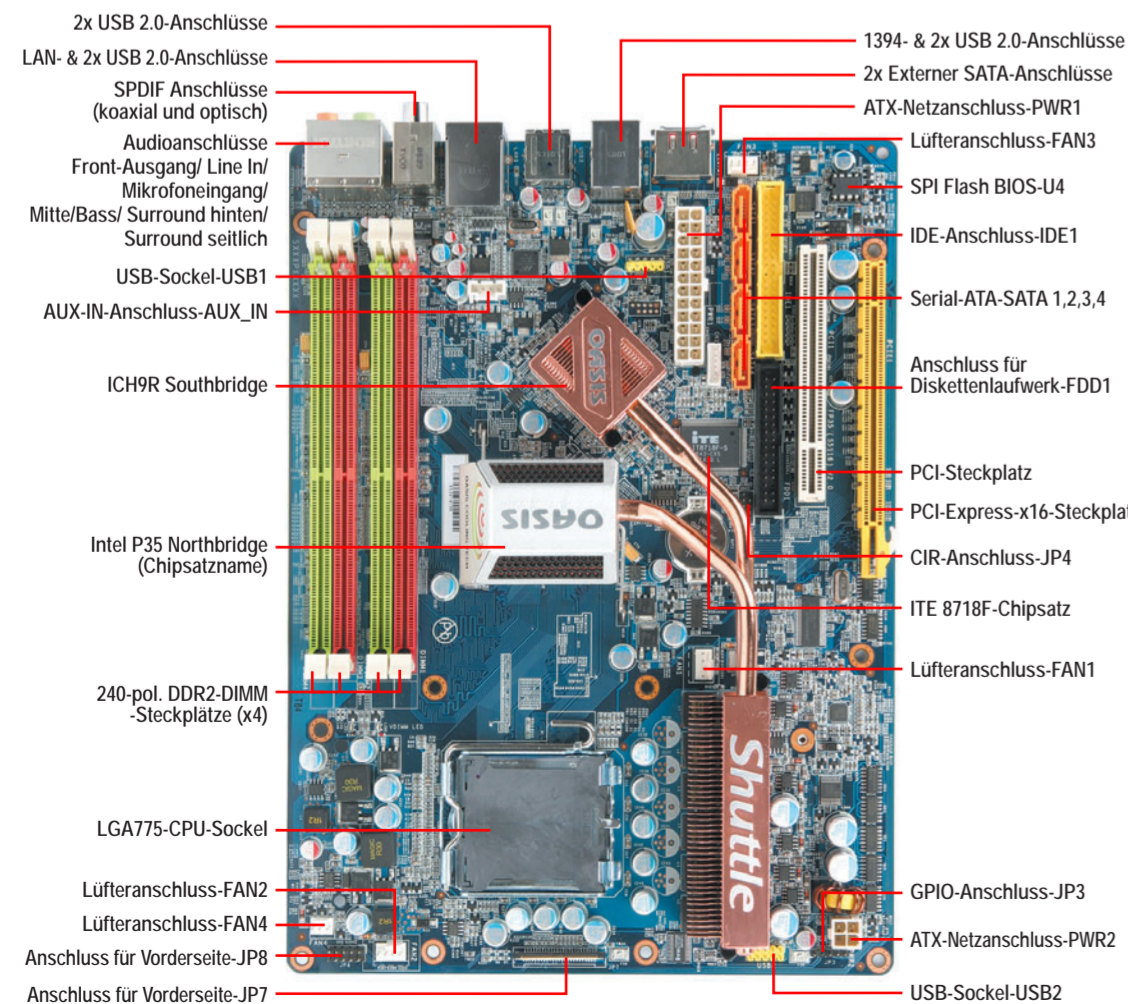 2x USB 2.0-Anschlüsse
LAN- & 2x USB 2.0-Anschlüsse
SPDIF Anschlüsse
(koaxial und optisch)
Audioanschlüsse
Front-Ausgang/ Line In/
Mikrofoneingang/
Mitte/Bass/ Surround hinten/
Surround seitlich
USB-Sockel-USB1
AUX-IN-Anschluss-AUX_IN
ICH9R Southbridge
Intel P35 Northbridge
(Chipsatzname)
240-pol. DDR2-DIMM
-Steckplätze (x4)
LGA775-CPU-Sockel
Lüfteranschluss-FAN2
Lüfteranschluss-FAN4
Anschluss für Vorderseite-JP8
Anschluss für Vorderseite-JP7
1394- & 2x USB 2.0-Anschlüsse
2x Externer SATA-Anschlüsse
ATX-Netzanschluss-PWR1
Lüfteranschluss-FAN3
SPI Flash BIOS-U4
IDE-Anschluss-IDE1
Serial-ATA-SATA 1,2,3,4
Anschluss für
Diskettenlaufwerk-FDD1
PCI-Steckplatz
PCI-Express-x16-Steckplat
CIR-Anschluss-JP4
ITE 8718F-Chipsatz
Lüfteranschluss-FAN1
GPIO-Anschluss-JP3
ATX-Netzanschluss-PWR2
USB-Sockel-USB2
OASIS
OASIS
iTE
Shuttle
Pb
FAN1
FAN4